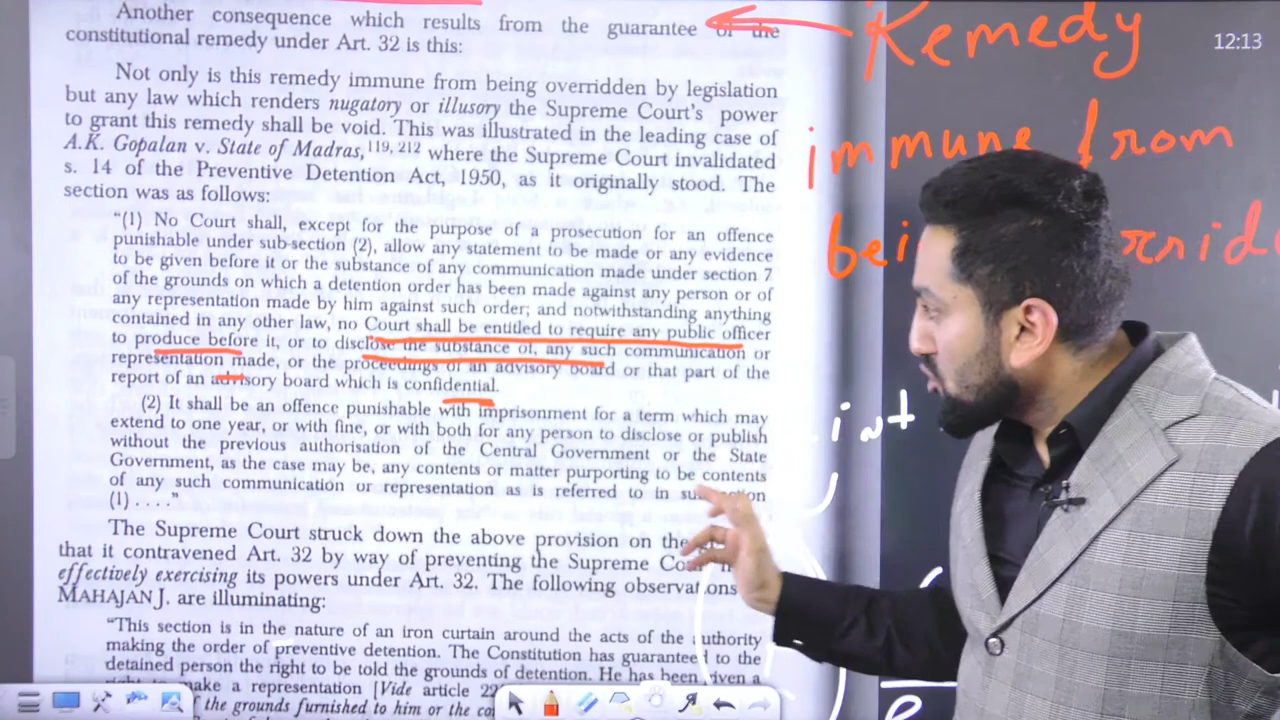 Another consequence which results from the guarantee of the
constitutional remedy under Art. 32 is this:
Not only is this remedy immune from being overridden by legislation
but any law which renders nugatory or illusory the Supreme Court's power
to grant this remedy shall be void. This was illustrated in the leading case of
A.K. Gopalan v. State of Madras,119, 212 where the Supreme Court invalidated
s. 14 of the Preventive Detention Act, 1950, as it originally stood. The
section was as follows:
"(1) No Court shall, except for the purpose of a prosecution for an offence
punishable under sub-section (2), allow any statement to be made or any evidence
to be given before it or the substance of any communication made under section 7
of the grounds on which a detention order has been made against any person or of
any representation made by him against such order; and notwithstanding anything
contained in any other law, no Court shall be entitled to require any public officer
to produce before it, or to disclose the substance of, any such communication or
representation made, or the proceedings of an advisory board or that part of the
report of an advisory board which is confidential.
(2) It shall be an offence punishable with imprisonment for a term which may
extend to one year, or with fine, or with both for any person to disclose or publish
without the previous authorisation of the Central Government or the State
Government, as the case may be, any contents or matter purporting to be contents
of any such communication or representation as is referred to in
(1) . . . ."
The Supreme Court struck down the above provision on the
that it contravened Art. 32 by way of preventing the Supreme
effectively exercising its powers under Art. 32. The following observations
MAHAJAN J. are illuminating:
"This section is in the nature of an iron curtain around the acts of the authority
making the order of preventive detention. The Constitution has guaranteed to the
detained person the right to be told the grounds of detention. He has been given a
make a representation [Vide article
the grounds furnished to him or the
Remedy
12:13
immune from
bei
int